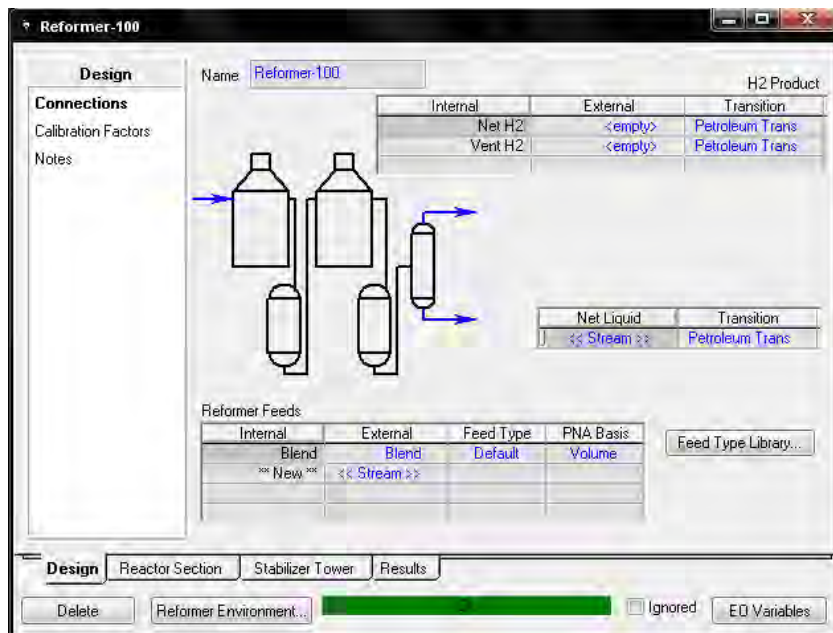 Reformer-100
Design
Connections
Calibration Factors
Notes
Name Reformer-100
H2 Product
Internal External Transition
Net H2 <empty> Petroleum Trans
Vent H2 <empty> Petroleum Trans
Net Liquid Transition
<< Stream >> Petroleum Trans
Reformer Feeds
Internal External Feed Type PNA Basis
Blend Blend Default Volume
** New ** << Stream >>
Feed Type Library...
Design Reactor Section Stabilizer Tower Results
Delete Reformer Environment... Ignored EO Variables